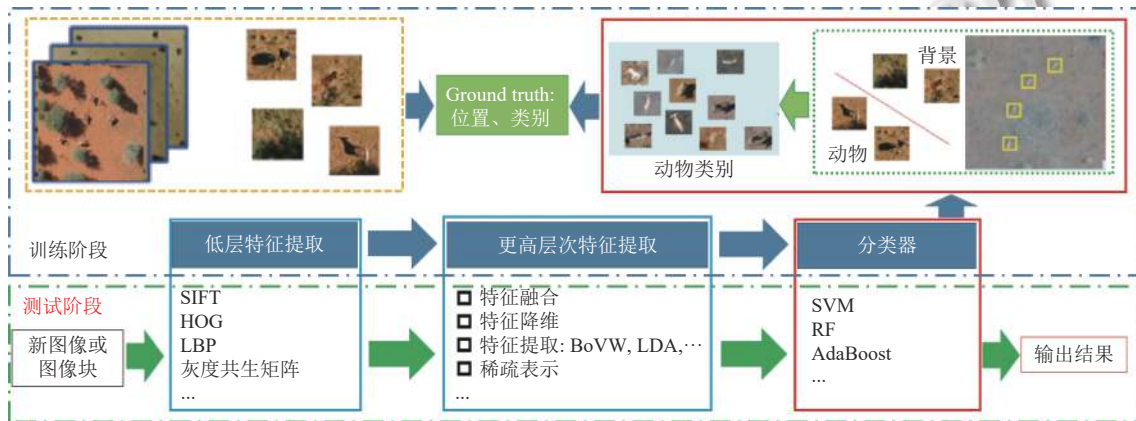 Ground truth:
位置、类别
动物类别
背景
动物
训练阶段
低层特征提取
更高层次特征提取
分类器
测试阶段
新图像或
图像块
SIFT
HOG
LBP
灰度共生矩阵
...
特征融合
特征降维
特征提取: BoVW, LDA,…
稀疏表示
...
SVM
RF
AdaBoost
...
输出结果